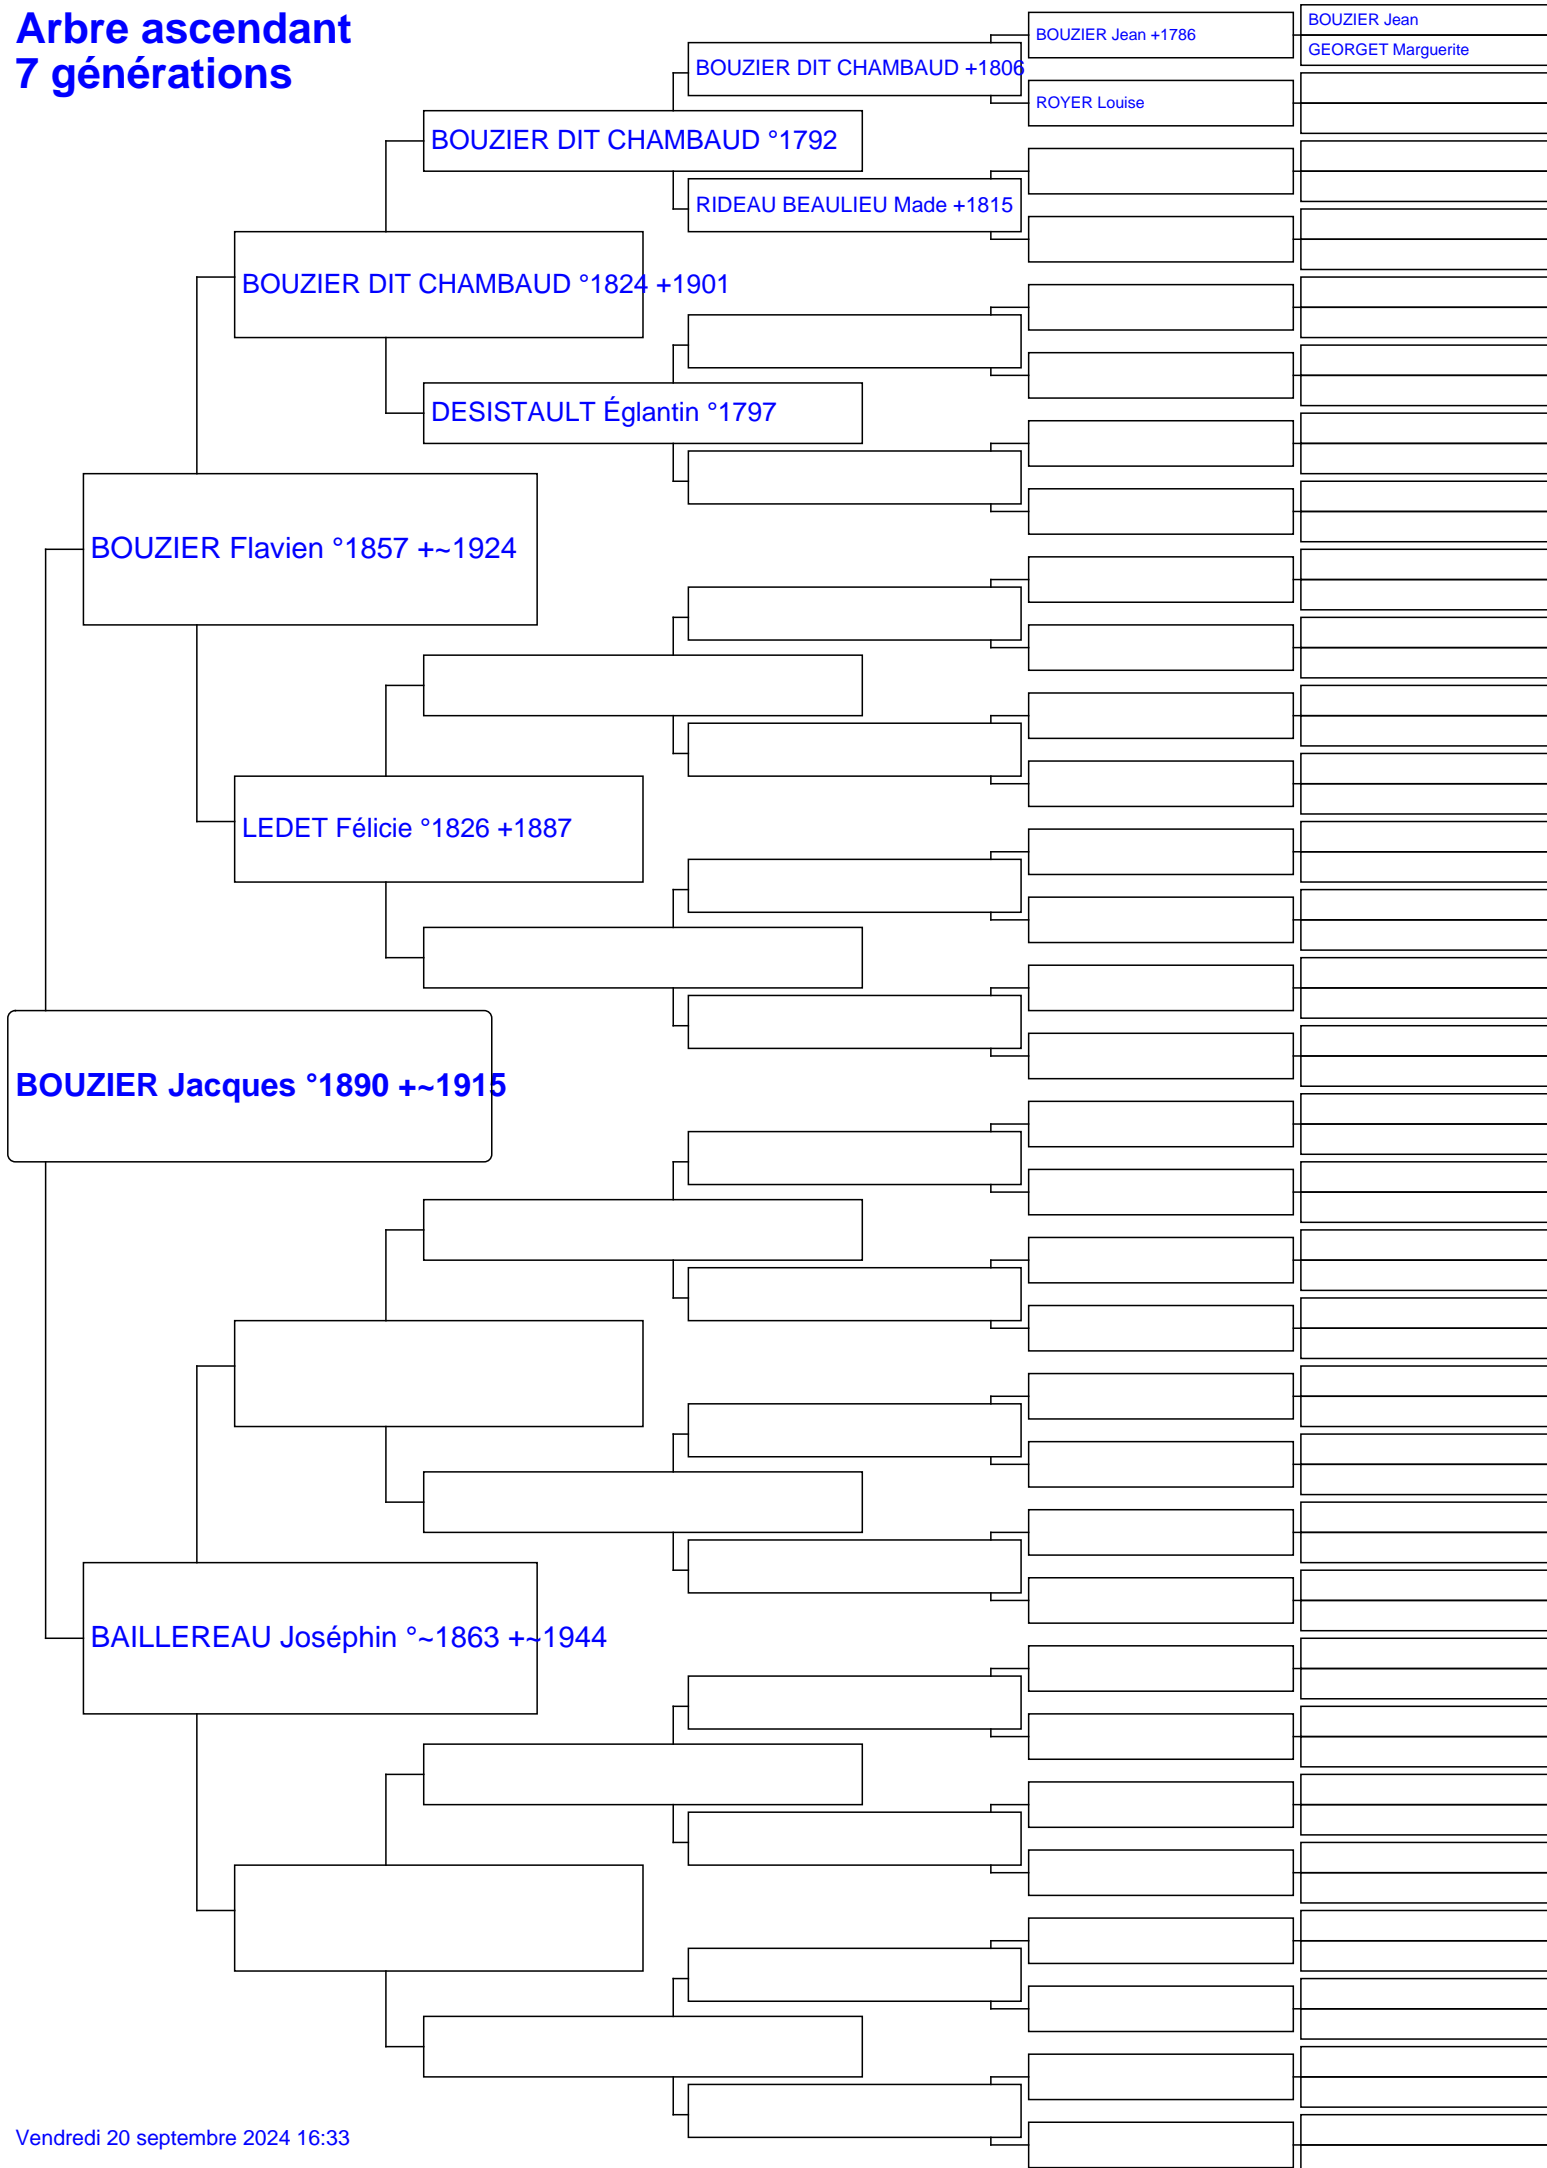 Arbre ascendant
7 générations
BOUZIER Jean
GEORGET Marguerite
BOUZIER Jean +1786
BOUZIER DIT CHAMBAUD +1806
ROYER Louise
BOUZIER DIT CHAMBAUD °1792
RIDEAU BEAULIEU Made +1815
BOUZIER DIT CHAMBAUD °1824 +1901
DESISTAULT Églantin °1797
BOUZIER Flavien °1857 +~1924
LEDET Félicie °1826 +1887
BOUZIER Jacques °1890 +~1915
BAILLEREAU Joséphin °~1863 +~1944
Vendredi 20 septembre 2024 16:33